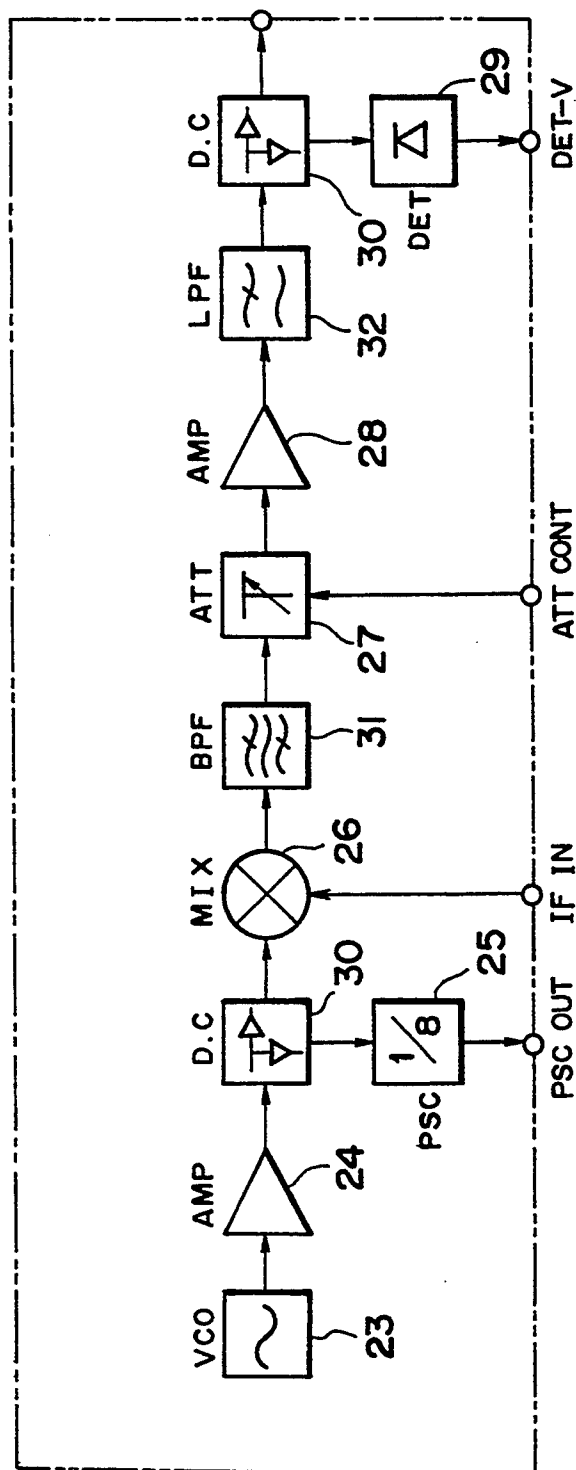 VCO
23
AMP
24
D.C
30
PSC
1/8
25
PSC OUT
MIX
26
IF IN
BPF
31
ATT
27
ATT CONT
AMP
28
LPF
32
D.C
30
DET
29
DET-V